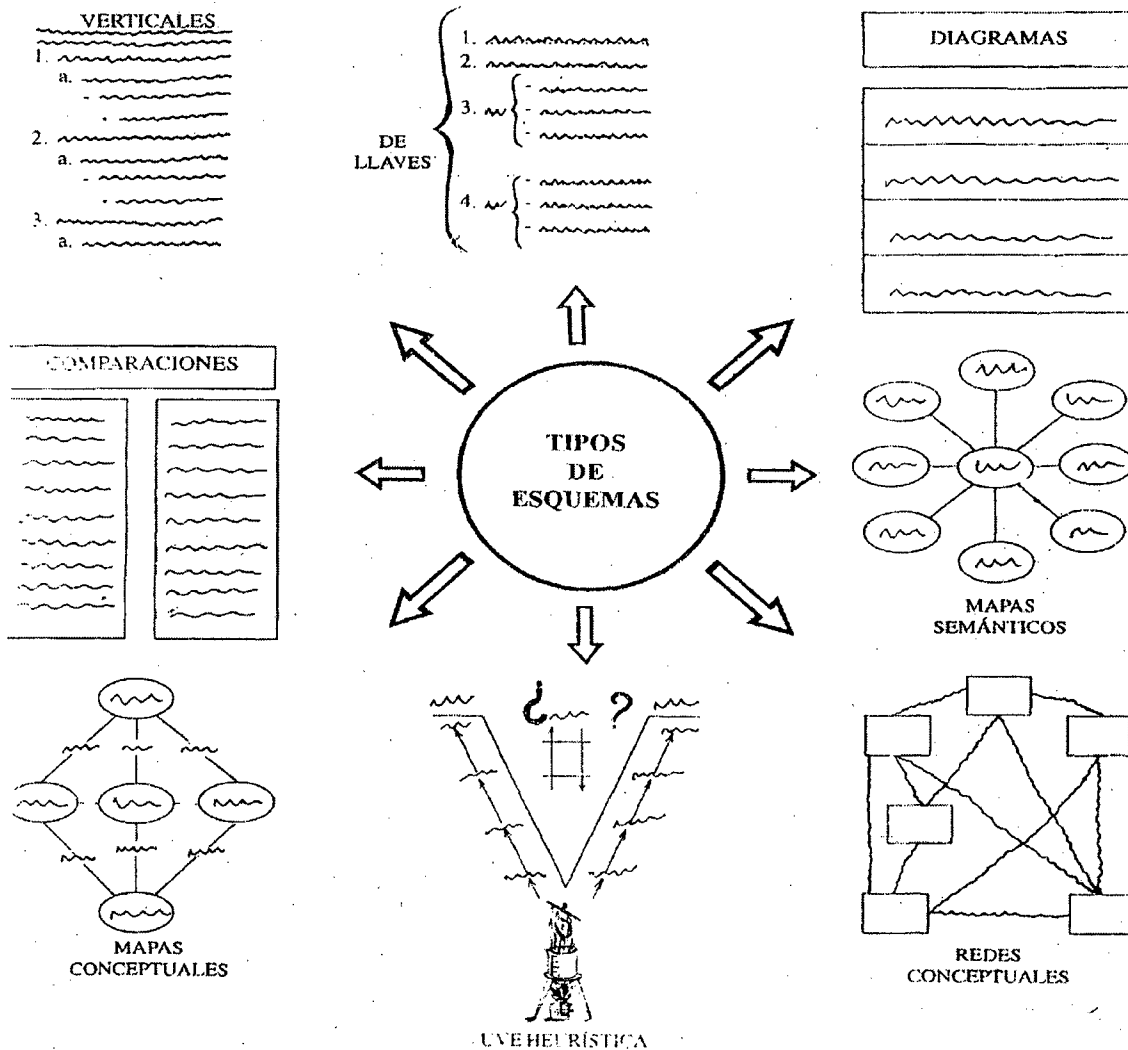 VERTICALES
1.
a.
-
-
2.
a.
-
-
3.
a.
DE
LLAVES
1.
2.
3.
-
-
-
4.
-
-
-
DIAGRAMAS
COMPARACIONES
TIPOS
DE
ESQUEMAS
MAPAS
SEMÁNTICOS
MAPAS
CONCEPTUALES
¿ ?
UVE HEURÍSTICA
REDES
CONCEPTUALES